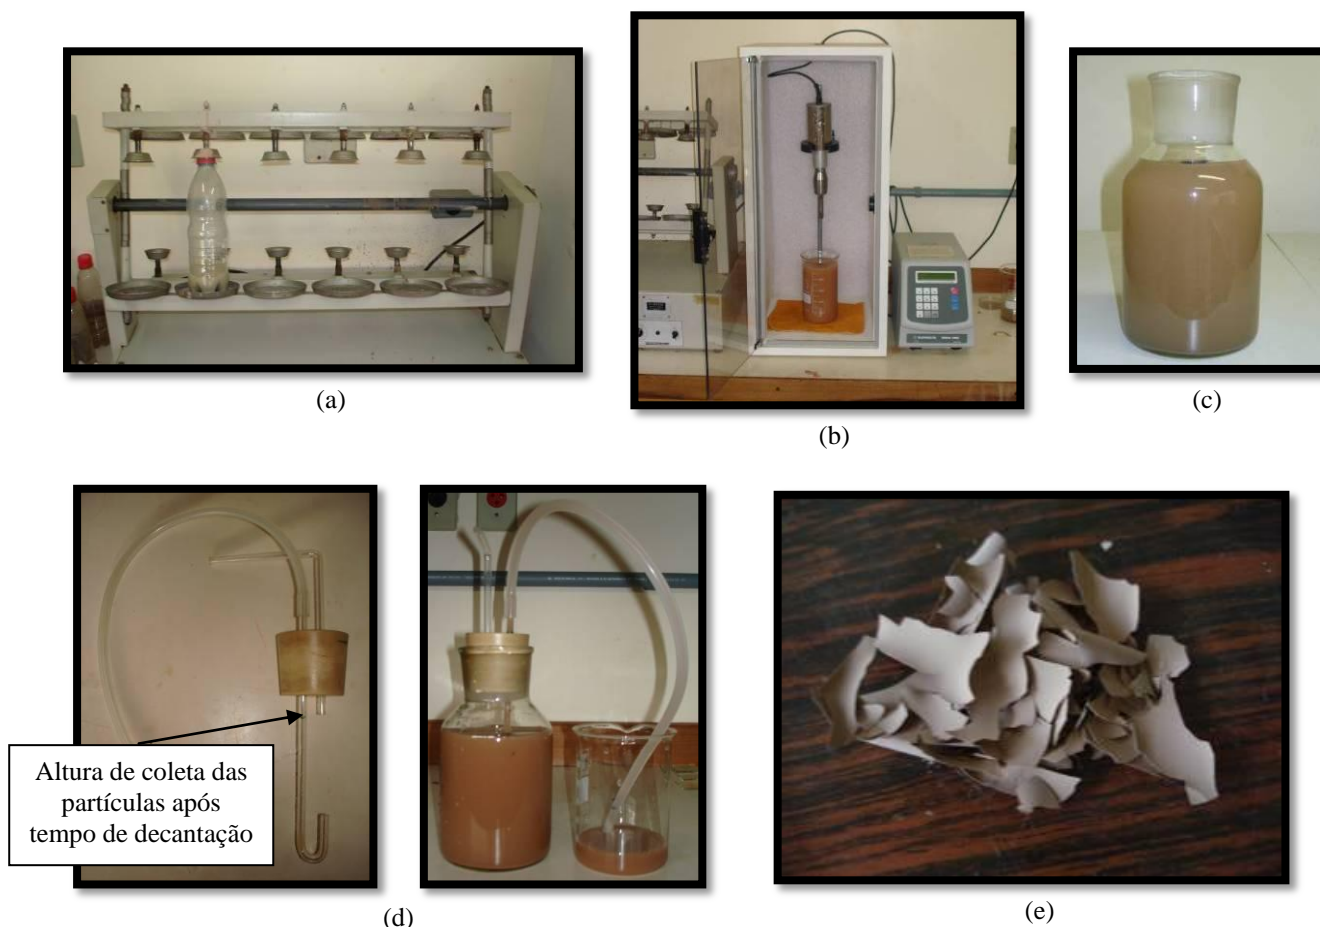 (a)
(b)
(c)
Altura de coleta das
partículas após
tempo de decantação
(d)
(e)